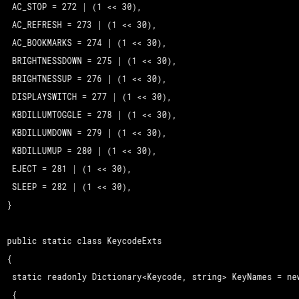 AC_STOP = 272 | (1 << 30),
AC_REFRESH = 273 | (1 << 30),
AC_BOOKMARKS = 274 | (1 << 30),
BRIGHTNESSDOWN = 275 | (1 << 30),
BRIGHTNESSUP = 276 | (1 << 30),
DISPLAYSWITCH = 277 | (1 << 30),
KBDILLUMTOGGLE = 278 | (1 << 30),
KBDILLUMDOWN = 279 | (1 << 30),
KBDILLUMUP = 280 | (1 << 30),
EJECT = 281 | (1 << 30),
SLEEP = 282 | (1 << 30),
}
public static class KeycodeExts
{
static readonly Dictionary<Keycode, string> KeyNames = new
{